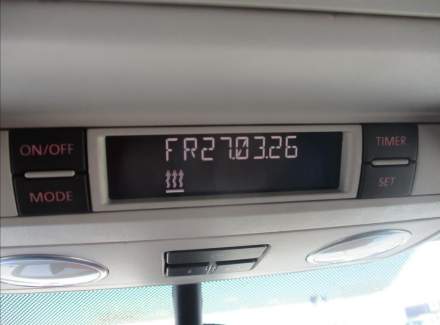 ON/OFF
FR27.03.26
TIMER
MODE
SET